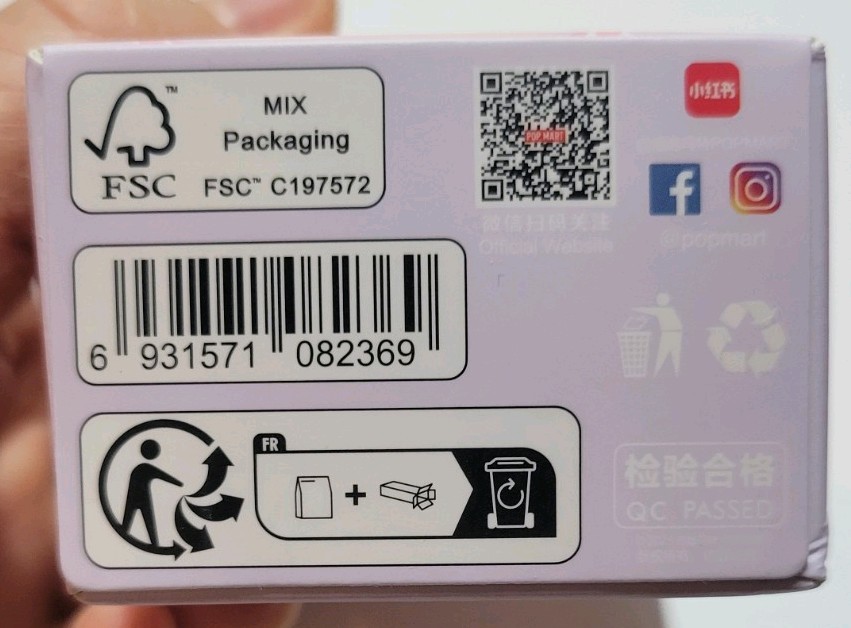 MIX
Packaging
FSC
FSC™ C197572
POP MART
小红书
微信扫码关注
Official Website
@popmart
6 931571 082369
FR
检验合格
QC PASSED